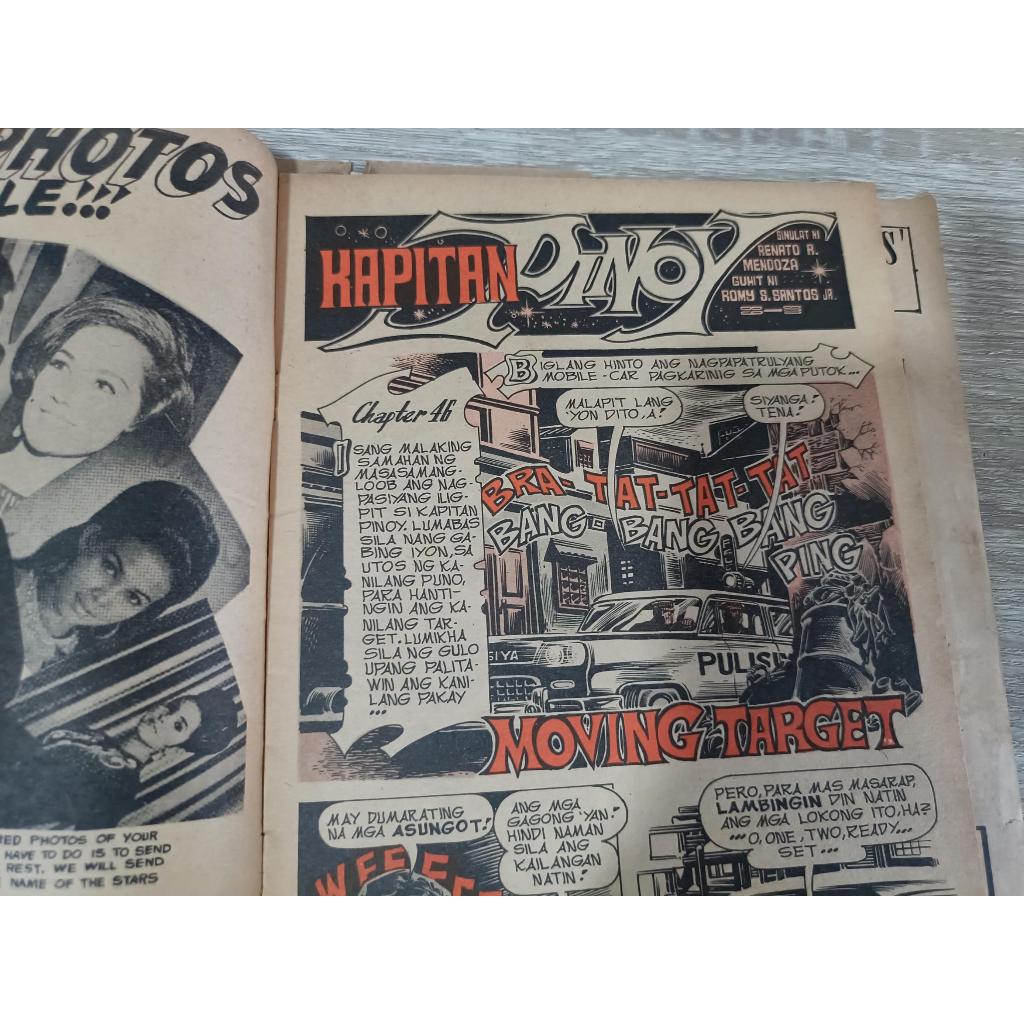 PHOTOS
LE!!!
TED PHOTOS OF YOUR
HAVE TO DO IS TO SEND
REST. WE WILL SEND
NAME OF THE STARS
KAPITAN PINOY
SINULAT NI
RENATO R.
MENDOZA
GUHIT NI
ROMY S. SANTOS JR.
BIGLANG HINTO ANG NAGPAPATRULYANG
MOBILE-CAR PAGKARINIG SA MGA PUTOK...
Chapter 46
ISANG MALAKING
SAMAHAN NG
MASASAMANG-
LOOB ANG NAG-
PASIYANG ILIG-
PIT SI KAPITAN
PINOY. LUMABAS
SILA NANG GA-
BING IYON, SA
UTOS NG KA-
NILANG PUNO,
PARA HANTI-
NGIN ANG KA-
NILANG TAR-
GET. LUMIKHA
SILA NG GULO
UPANG PALITA-
WIN ANG KANI-
LANG PAKAY
...
MALAPIT LANG
'YON DITO, A!
SIYANGA!
TENA!
BRA-TAT-TAT-TAT
BANG BANG BANG
PING
SIYA
PULISI
MOVING TARGET
MAY DUMARATING
NA MGA ASUNGOT!
ANG MGA
GAGONG 'YAN!
HINDI NAMAN
SILA ANG
KAILANGAN
NATIN!
PERO, PARA MAS MASARAP,
LAMBINGIN DIN NATIN
ANG MGA LOKONG ITO, HA?
...O, ONE, TWO, READY...
SET...
S'